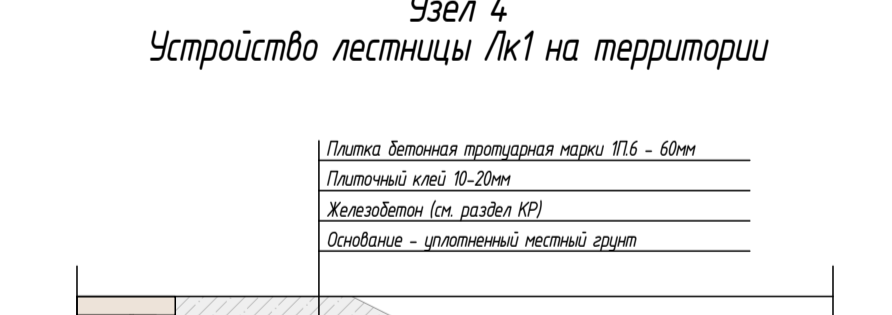 Узел 4
Устройство лестницы Лк1 на территории
Плитка бетонная тротуарная марки 1П.6 - 60мм
Плиточный клей 10-20мм
Железобетон (см. раздел КР)
Основание - уплотненный местный грунт